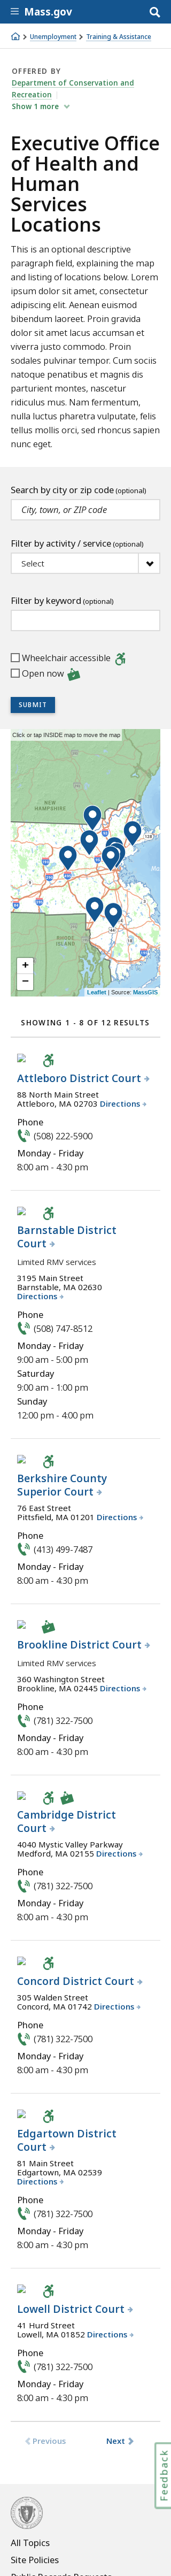 Mass.gov
Unemployment > Training & Assistance
OFFERED BY
Department of Conservation and
Recreation
Show 1 more
Executive Office
of Health and
Human
Services
Locations
This is an optional descriptive
paragraph field, explaining the map
and listing of locations below. Lorem
ipsum dolor sit amet, consectetur
adipiscing elit. Aenean euismod
bibendum laoreet. Proin gravida
dolor sit amet lacus accumsan et
viverra justo commodo. Proin
sodales pulvinar tempor. Cum sociis
natoque penatibus et magnis dis
parturient montes, nascetur
ridiculus mus. Nam fermentum,
nulla luctus pharetra vulputate, elit
tellus mollis orci, sed rhoncus sapien
nunc eget.
Search by city or zip code (optional)
City, town, or ZIP code
Filter by activity / service (optional)
Select
Filter by keyword (optional)
Wheelchair accessible
Open now
SUBMIT
Click or tap INSIDE map to move the map
NEW
HAMPSHIRE
RHODE
ISLAND
+
−
Leaflet | Source: MassGIS
SHOWING 1 - 8 OF 12 RESULTS
Attleboro District Court
88 North Main Street
Attleboro, MA 02703 Directions
Phone
(508) 222-5900
Monday - Friday
8:00 am - 4:30 pm
Barnstable District
Court
Limited RMV services
3195 Main Street
Barnstable, MA 02630
Directions
Phone
(508) 747-8512
Monday - Friday
9:00 am - 5:00 pm
Saturday
9:00 am - 1:00 pm
Sunday
12:00 pm - 4:00 pm
Berkshire County
Superior Court
76 East Street
Pittsfield, MA 01201 Directions
Phone
(413) 499-7487
Monday - Friday
8:00 am - 4:30 pm
Brookline District Court
Limited RMV services
360 Washington Street
Brookline, MA 02445 Directions
Phone
(781) 322-7500
Monday - Friday
8:00 am - 4:30 pm
Cambridge District
Court
4040 Mystic Valley Parkway
Medford, MA 02155 Directions
Phone
(781) 322-7500
Monday - Friday
8:00 am - 4:30 pm
Concord District Court
305 Walden Street
Concord, MA 01742 Directions
Phone
(781) 322-7500
Monday - Friday
8:00 am - 4:30 pm
Edgartown District
Court
81 Main Street
Edgartown, MA 02539
Directions
Phone
(781) 322-7500
Monday - Friday
8:00 am - 4:30 pm
Lowell District Court
41 Hurd Street
Lowell, MA 01852 Directions
Phone
(781) 322-7500
Monday - Friday
8:00 am - 4:30 pm
Previous
Next
Feedback
All Topics
Site Policies